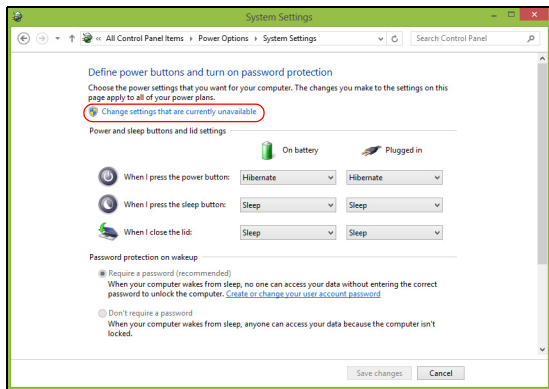 System Settings
« All Control Panel Items › Power Options › System Settings
Search Control Panel
Define power buttons and turn on password protection
Choose the power settings that you want for your computer. The changes you make to the settings on this
page apply to all of your power plans.
Change settings that are currently unavailable
Power and sleep buttons and lid settings
On battery Plugged in
When I press the power button: Hibernate Hibernate
When I press the sleep button: Sleep Sleep
When I close the lid: Sleep Sleep
Password protection on wakeup
Require a password (recommended)
When your computer wakes from sleep, no one can access your data without entering the correct
password to unlock the computer. Create or change your user account password
Don't require a password
When your computer wakes from sleep, anyone can access your data because the computer isn't
locked.
Save changes Cancel